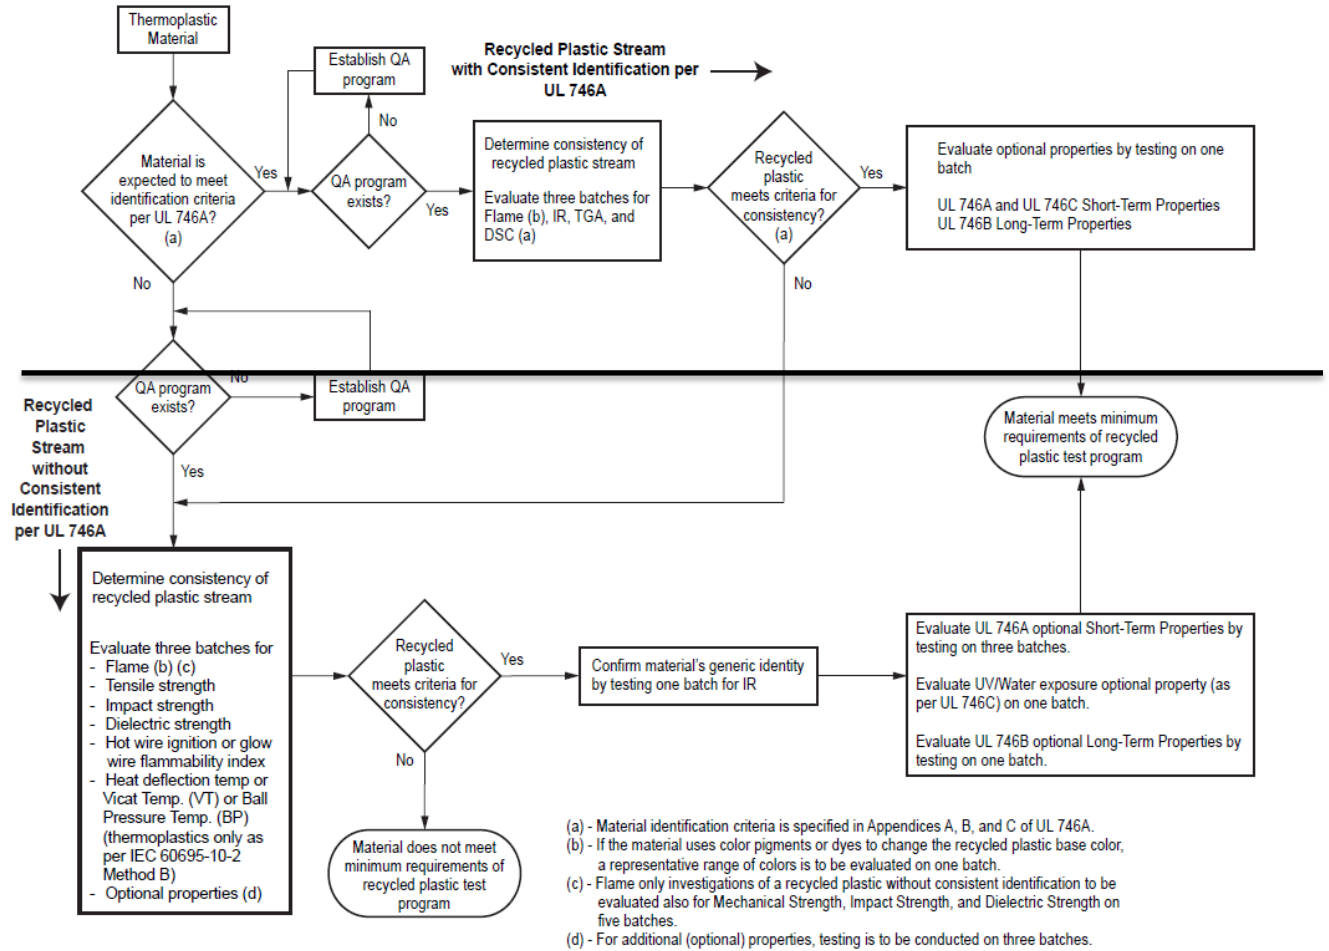 Thermoplastic
Material
Establish QA
program
Recycled Plastic Stream
with Consistent Identification per
UL 746A
No
Material is
expected to meet
identification criteria
per UL 746A?
(a)
Yes
QA program
exists?
Yes
Determine consistency of
recycled plastic stream
Evaluate three batches for
Flame (b), IR, TGA, and
DSC (a)
Recycled
plastic
meets criteria for
consistency?
(a)
Yes
Evaluate optional properties by testing on one
batch
UL 746A and UL 746C Short-Term Properties
UL 746B Long-Term Properties
No
No
QA program
exists?
No
Establish QA
program
Yes
Recycled
Plastic
Stream
without
Consistent
Identification
per UL 746A
Material meets minimum
requirements of recycled
plastic test program
Determine consistency of
recycled plastic stream
Evaluate three batches for
- Flame (b) (c)
- Tensile strength
- Impact strength
- Dielectric strength
- Hot wire ignition or glow
wire flammability index
- Heat deflection temp or
Vicat Temp. (VT) or Ball
Pressure Temp. (BP)
(thermoplastics only as
per IEC 60695-10-2
Method B)
- Optional properties (d)
Recycled
plastic
meets criteria for
consistency?
Yes
No
Confirm material's generic identity
by testing one batch for IR
Evaluate UL 746A optional Short-Term Properties by
testing on three batches.
Evaluate UV/Water exposure optional property (as
per UL 746C) on one batch.
Evaluate UL 746B optional Long-Term Properties by
testing on one batch.
Material does not meet
minimum requirements of
recycled plastic test
program
(a) - Material identification criteria is specified in Appendices A, B, and C of UL 746A.
(b) - If the material uses color pigments or dyes to change the recycled plastic base color,
a representative range of colors is to be evaluated on one batch.
(c) - Flame only investigations of a recycled plastic without consistent identification to be
evaluated also for Mechanical Strength, Impact Strength, and Dielectric Strength on
five batches.
(d) - For additional (optional) properties, testing is to be conducted on three batches.